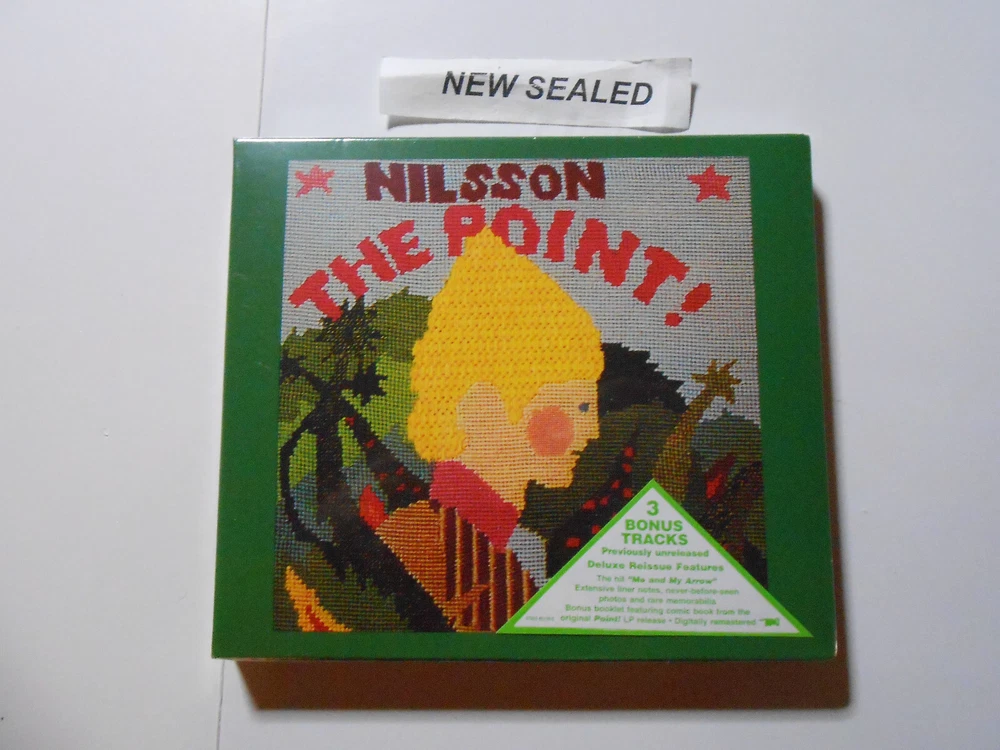 NEW SEALED
NILSSON
THE POINT!
3
BONUS
TRACKS
Previously unreleased
Deluxe Reissue Features
The hit "Me and My Arrow"
Extensive liner notes, never-before-seen
photos and rare memorabilia
Bonus booklet featuring comic book from the
original Point! LP release • Digitally remastered